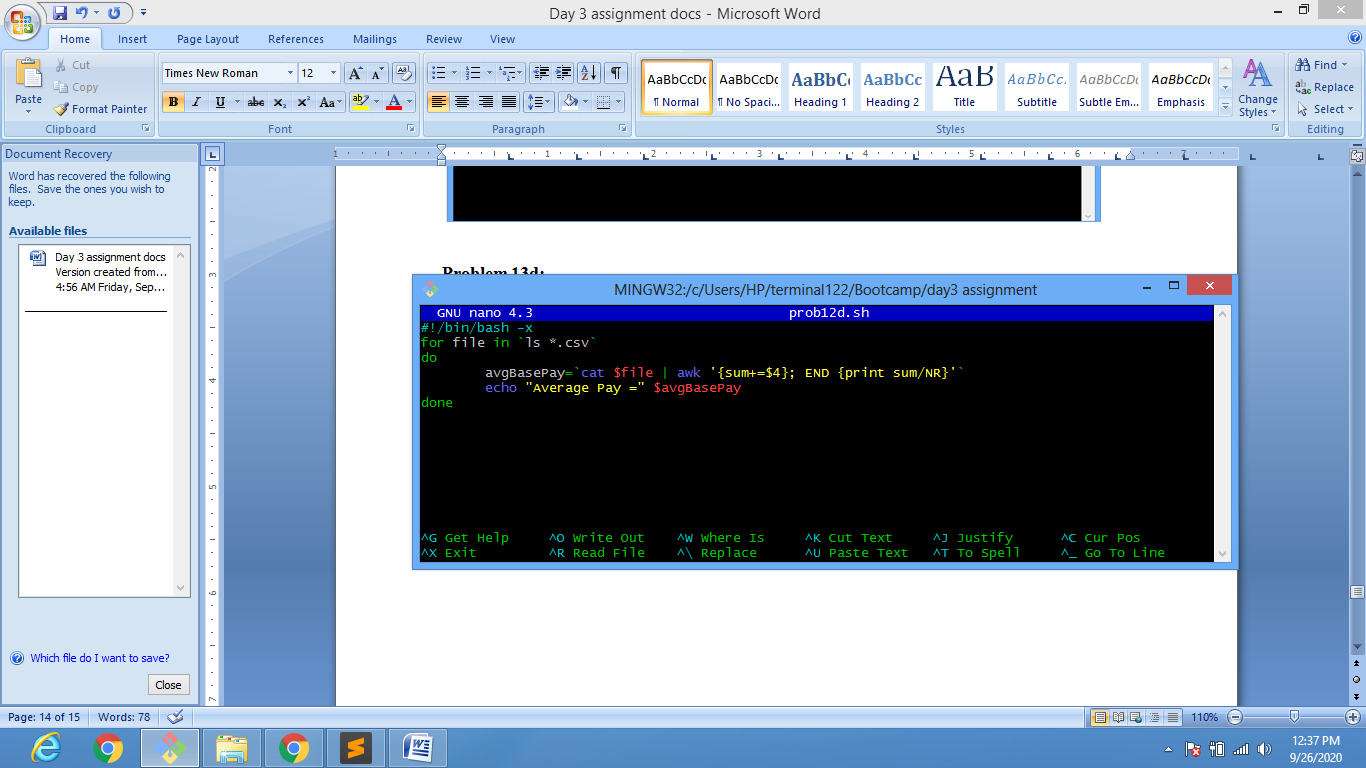 Day 3 assignment docs - Microsoft Word
Home Insert Page Layout References Mailings Review View
Paste
Cut
Copy
Format Painter
Clipboard
Times New Roman 12
Font
Paragraph
AaBbCcDc AaBbCcDc AaBbC AaBbCc AaB AaBbCc. AaBbCcDc AaBbCcDc
¶ Normal ¶ No Spaci... Heading 1 Heading 2 Title Subtitle Subtle Em... Emphasis
Change Styles
Styles
Find
Replace
Select
Editing
Document Recovery
Word has recovered the following
files. Save the ones you wish to
keep.
Available files
Day 3 assignment docs
Version created from...
4:56 AM Friday, Sep...
Which file do I want to save?
Close
Problem 13d:
MINGW32:/c/Users/HP/terminal122/Bootcamp/day3 assignment
GNU nano 4.3 prob12d.sh
#!/bin/bash -x
for file in `ls *.csv`
do
avgBasePay=`cat $file | awk '{sum+=$4}; END {print sum/NR}'`
echo "Average Pay =" $avgBasePay
done
^G Get Help ^O Write Out ^W Where Is ^K Cut Text ^J Justify ^C Cur Pos
^X Exit ^R Read File ^\ Replace ^U Paste Text ^T To Spell ^_ Go To Line
Page: 14 of 15 Words: 78 110%
12:37 PM
9/26/2020